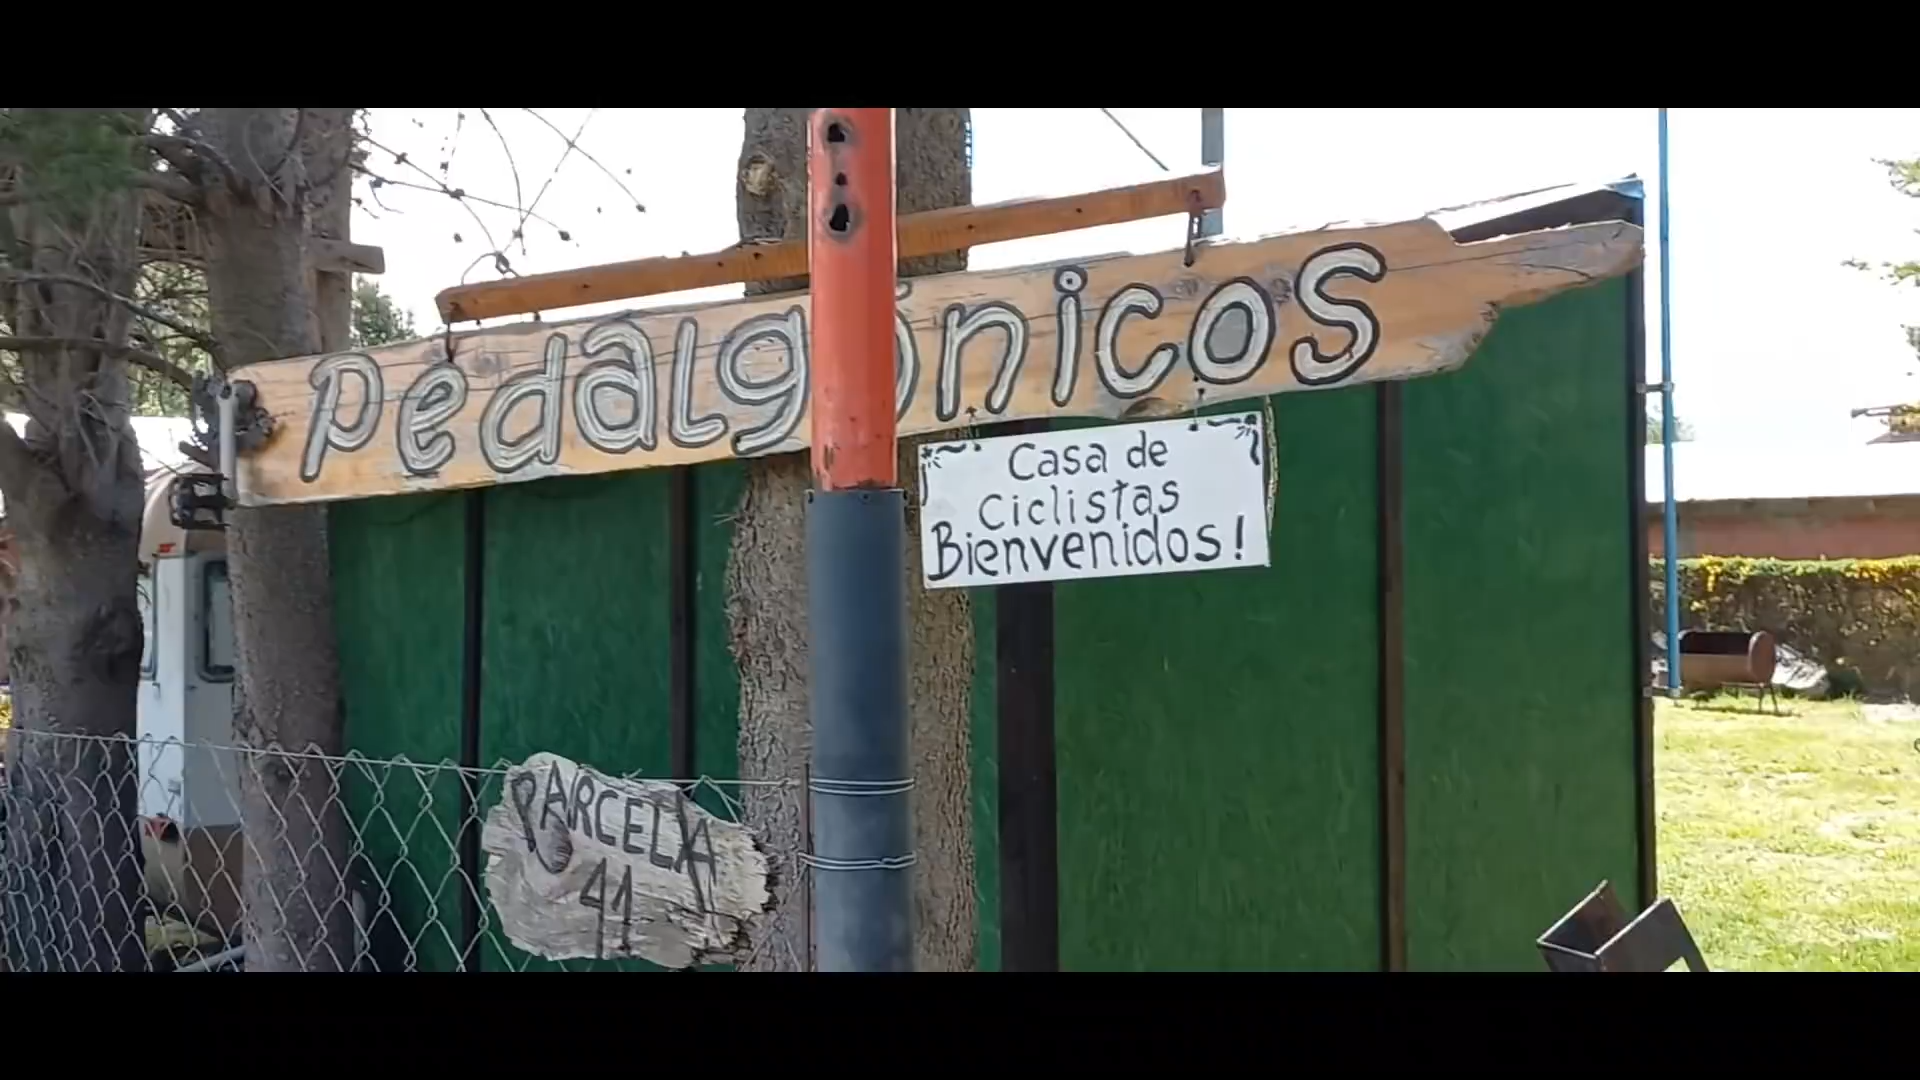 Pedalgónicos
Casa de
Ciclistas
Bienvenidos!
PARCELA
41